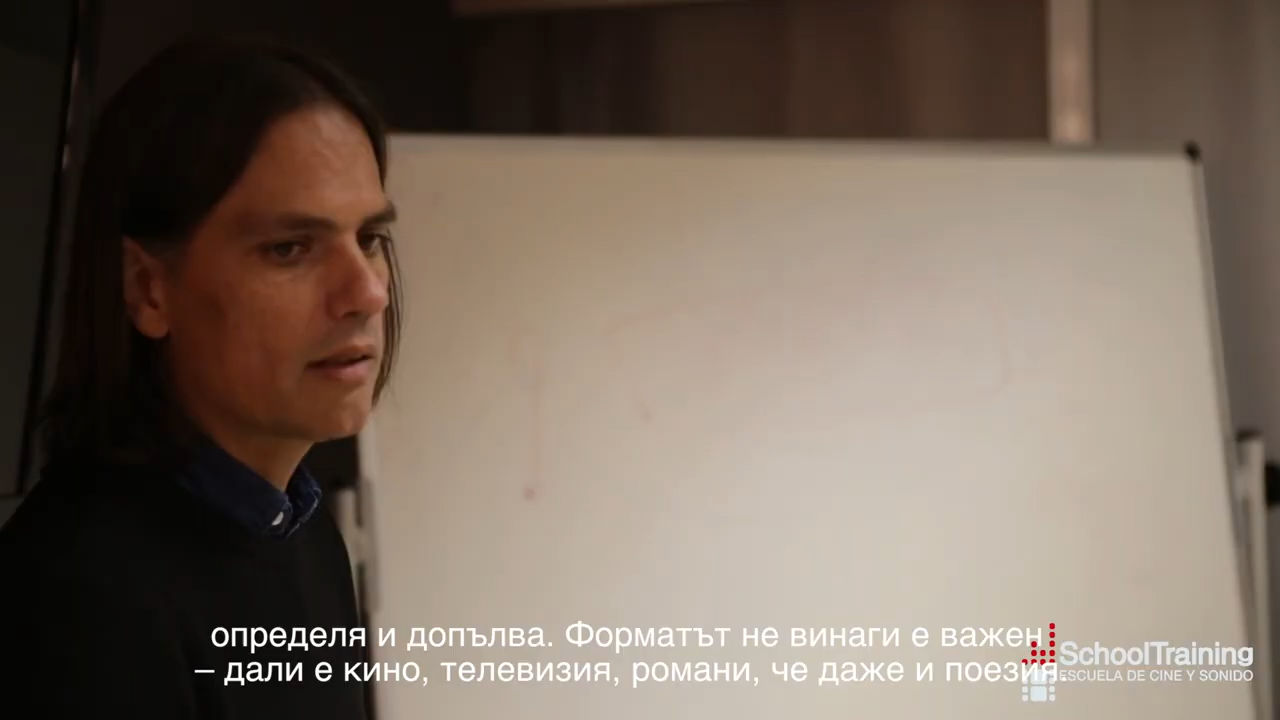 определя и допълва. Форматът не винаги е важен
– дали е кино, телевизия, романи, че даже и поезия
SchoolTraining
ESCUELA DE CINE Y SONIDO